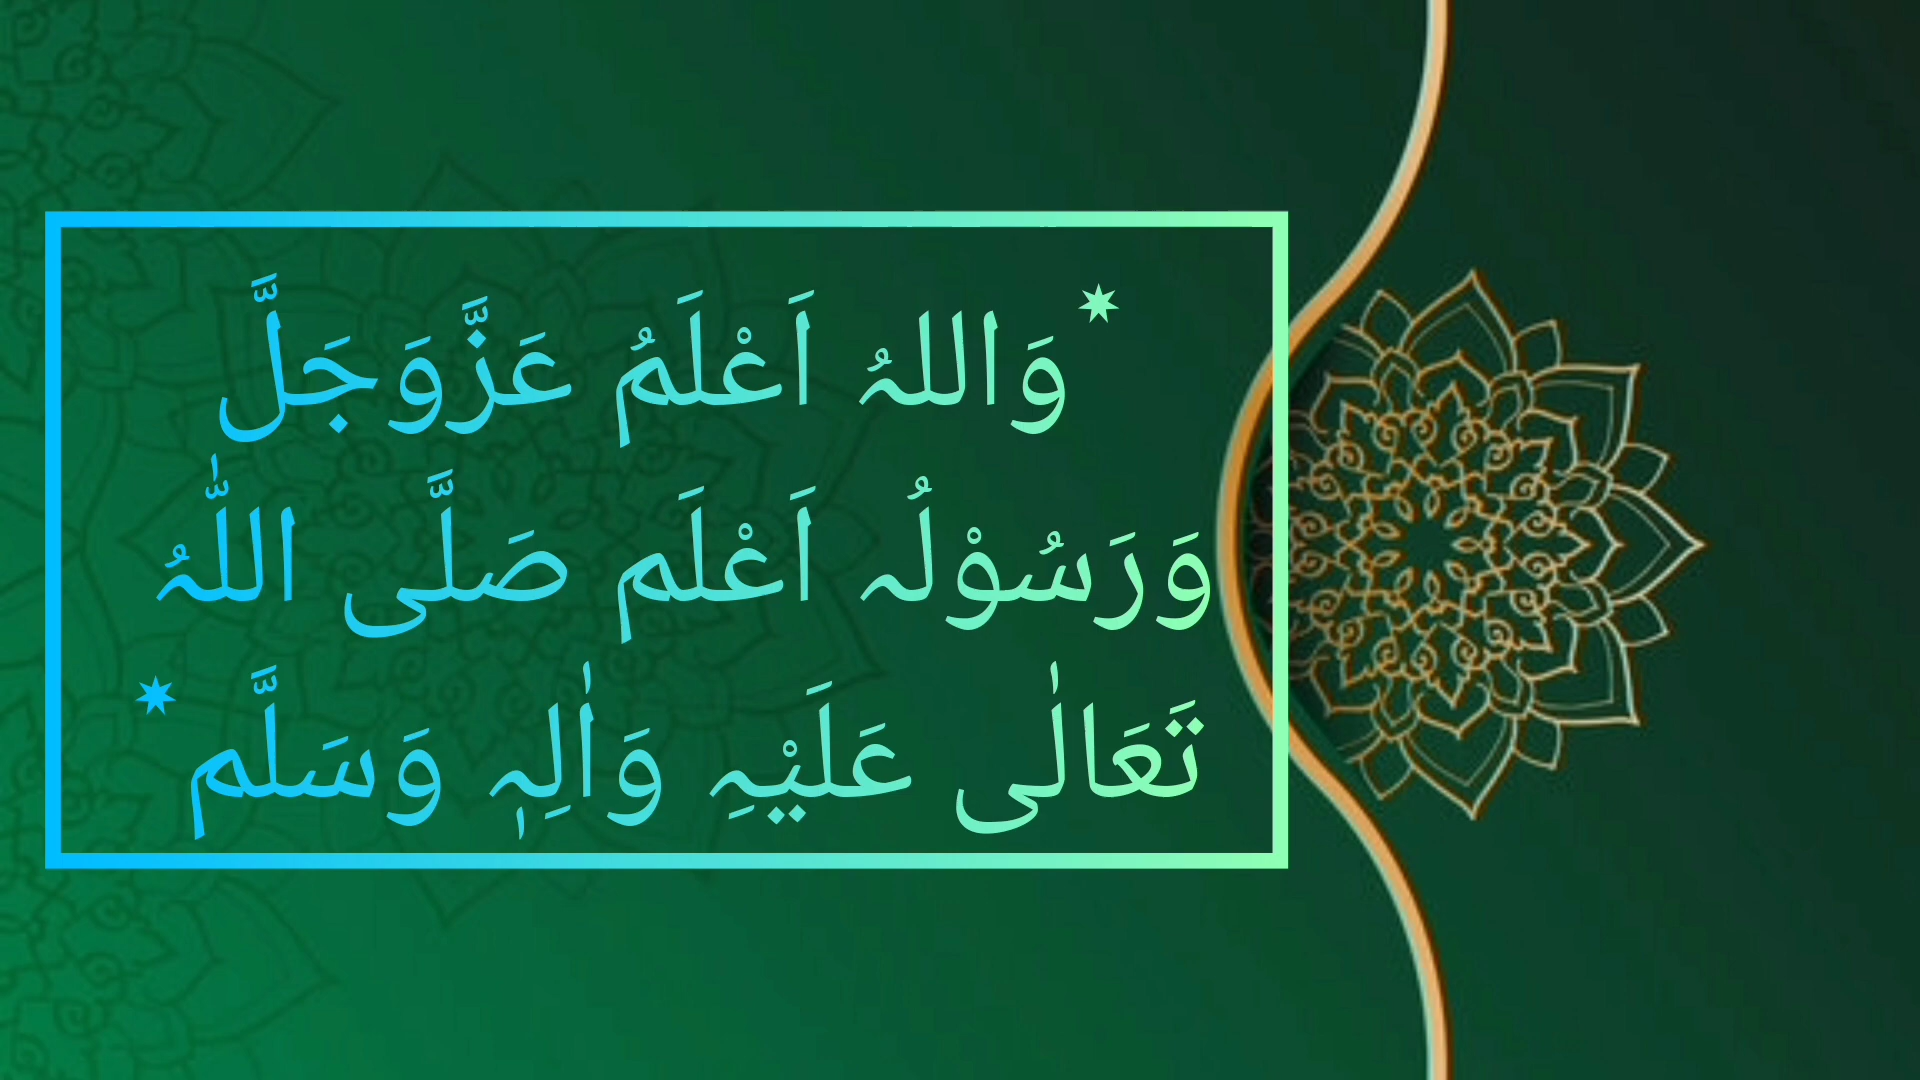 *وَاللہُ اَعْلَمُ عَزَّوَجَلَّ
وَرَسُوْلُہ اَعْلَم صَلَّی اللّٰہُ
تَعَالٰی عَلَیْہِ وَاٰلِہٖ وَسَلَّم*